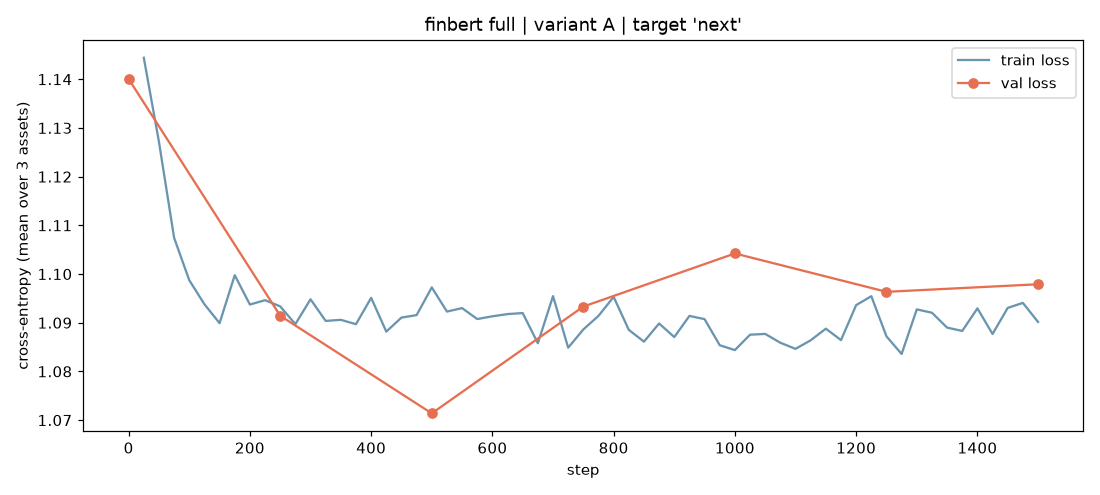 finbert full | variant A | target 'next'
train loss
val loss
cross-entropy (mean over 3 assets)
1.14
1.13
1.12
1.11
1.10
1.09
1.08
1.07
0 200 400 600 800 1000 1200 1400
step